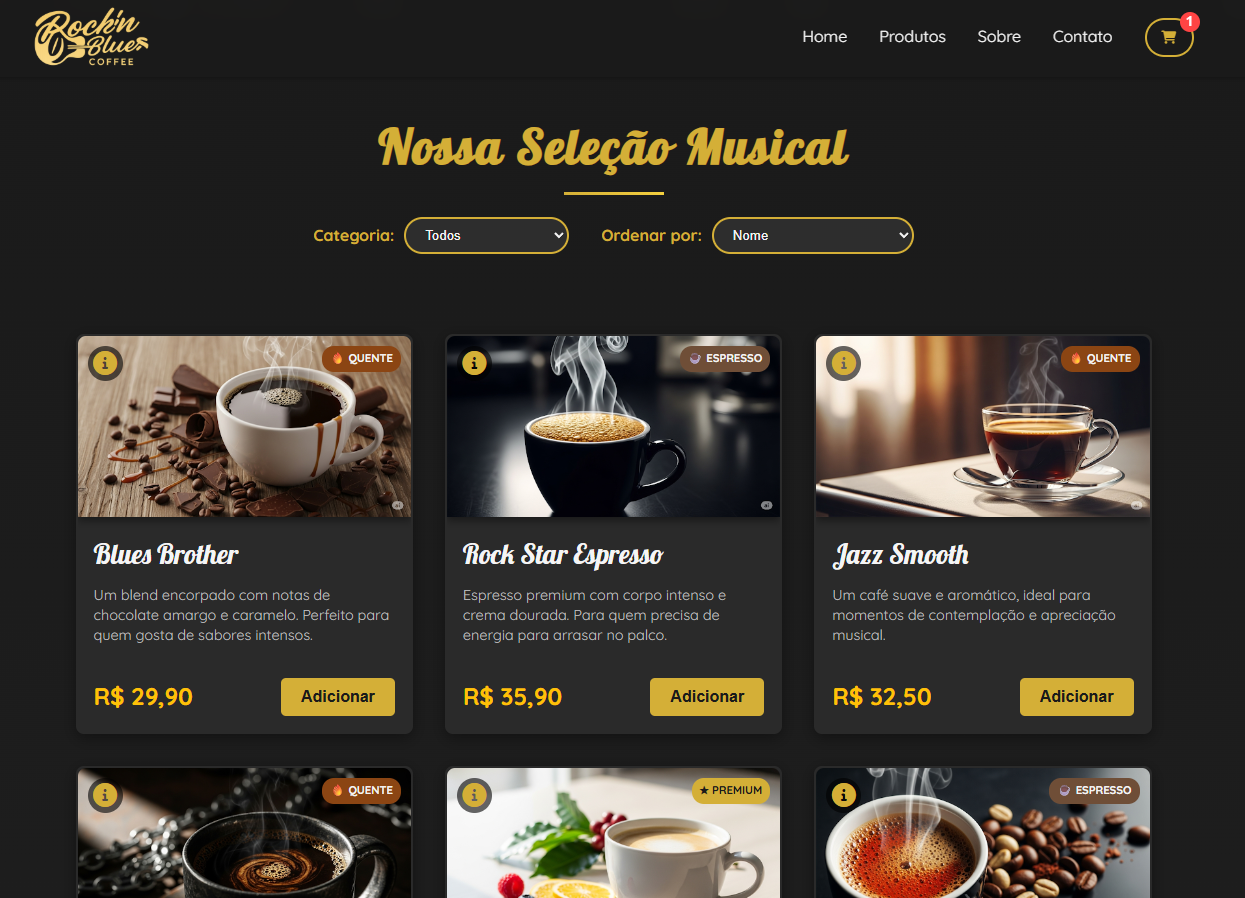 Rock'n
Blues
COFFEE
Home Produtos Sobre Contato 1
Nossa Seleção Musical
Categoria: Todos Ordenar por: Nome
i QUENTE
i ESPRESSO
i QUENTE
ai
ai
ai
Blues Brother
Um blend encorpado com notas de
chocolate amargo e caramelo. Perfeito para
quem gosta de sabores intensos.
R$ 29,90 Adicionar
Rock Star Espresso
Espresso premium com corpo intenso e
crema dourada. Para quem precisa de
energia para arrasar no palco.
R$ 35,90 Adicionar
Jazz Smooth
Um café suave e aromático, ideal para
momentos de contemplação e apreciação
musical.
R$ 32,50 Adicionar
i QUENTE
i ★ PREMIUM
i ESPRESSO